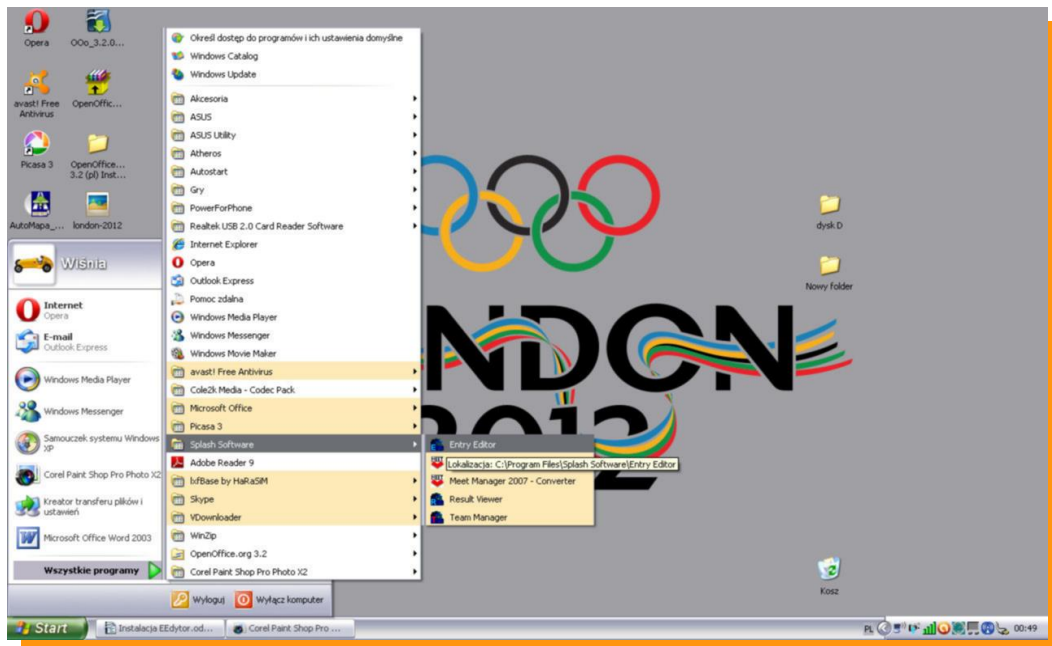 Opera
OOo_3.2.0...
avast! Free
Antivirus
OpenOffic...
Picasa 3
OpenOffice...
3.2 (pl) Inst...
AutoMapa_...
london-2012
Wiśnia
Internet
Opera
E-mail
Outlook Express
Windows Media Player
Windows Messenger
Samouczek systemu Windows
XP
Corel Paint Shop Pro Photo X2
Kreator transferu plików i
ustawień
Microsoft Office Word 2003
Wszystkie programy
Określ dostęp do programów i ich ustawienia domyślne
Windows Catalog
Windows Update
Akcesoria
ASUS
ASUS Utility
Atheros
Autostart
Gry
PowerForPhone
Realtek USB 2.0 Card Reader Software
Internet Explorer
Opera
Outlook Express
Pomoc zdalna
Windows Media Player
Windows Messenger
Windows Movie Maker
avast! Free Antivirus
Cole2k Media - Codec Pack
Microsoft Office
Picasa 3
Splash Software
Adobe Reader 9
bfBase by HaRaSiM
Skype
VDownloader
WinZip
OpenOffice.org 3.2
Corel Paint Shop Pro Photo X2
Entry Editor
Lokalizacja: C:\Program Files\Splash Software\Entry Editor
Meet Manager 2007 - Converter
Result Viewer
Team Manager
NDON
2012
dysk D
Nowy folder
Kosz
Wyloguj
Wyłącz komputer
Start
Instalacja EEdytor.od...
Corel Paint Shop Pro ...
PL
00:49